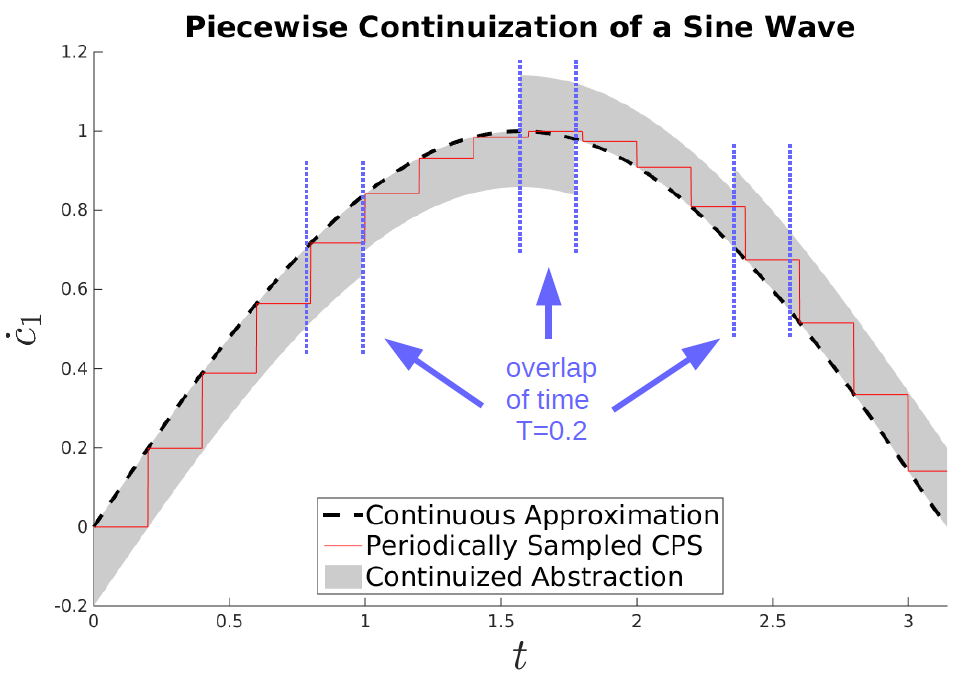 Piecewise Continuization of a Sine Wave
1.2
1
0.8
0.6
0.4
0.2
0
-0.2
ċ₁
overlap
of time
T=0.2
Continuous Approximation
Periodically Sampled CPS
Continuized Abstraction
0
0.5
1
1.5
2
2.5
3
t